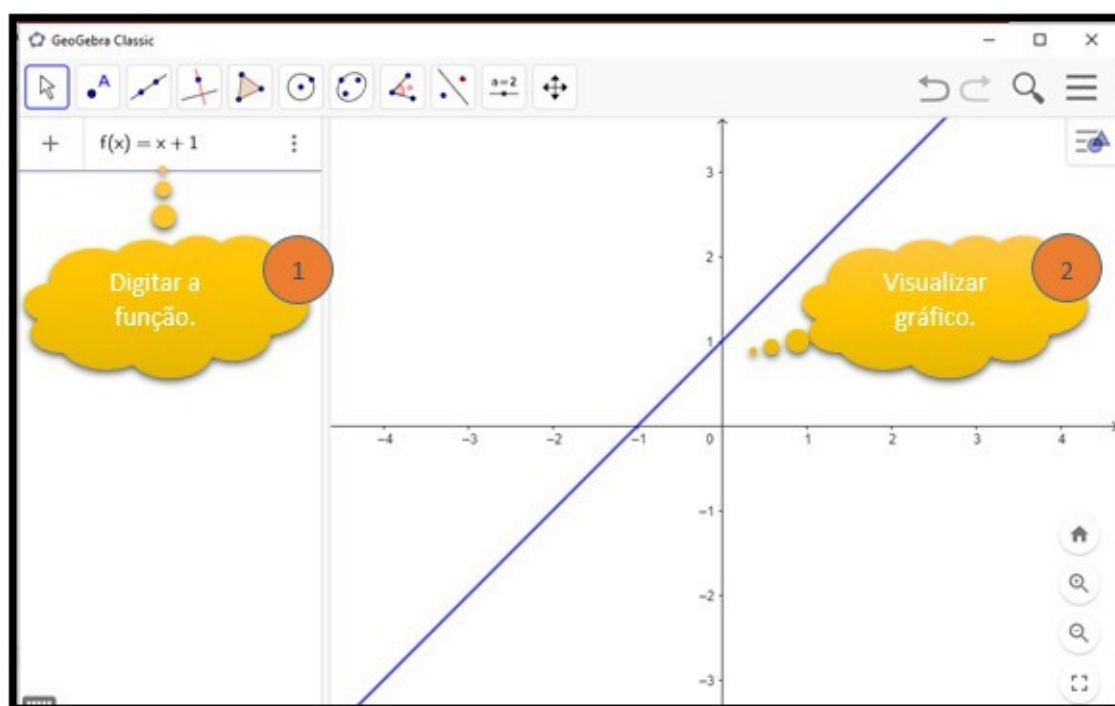 GeoGebra Classic
A
a=2
f(x) = x + 1
Digitar a
função.
1
Visualizar
gráfico.
2
3
2
1
-4
-3
-2
-1
0
1
2
3
4
-1
-2
-3